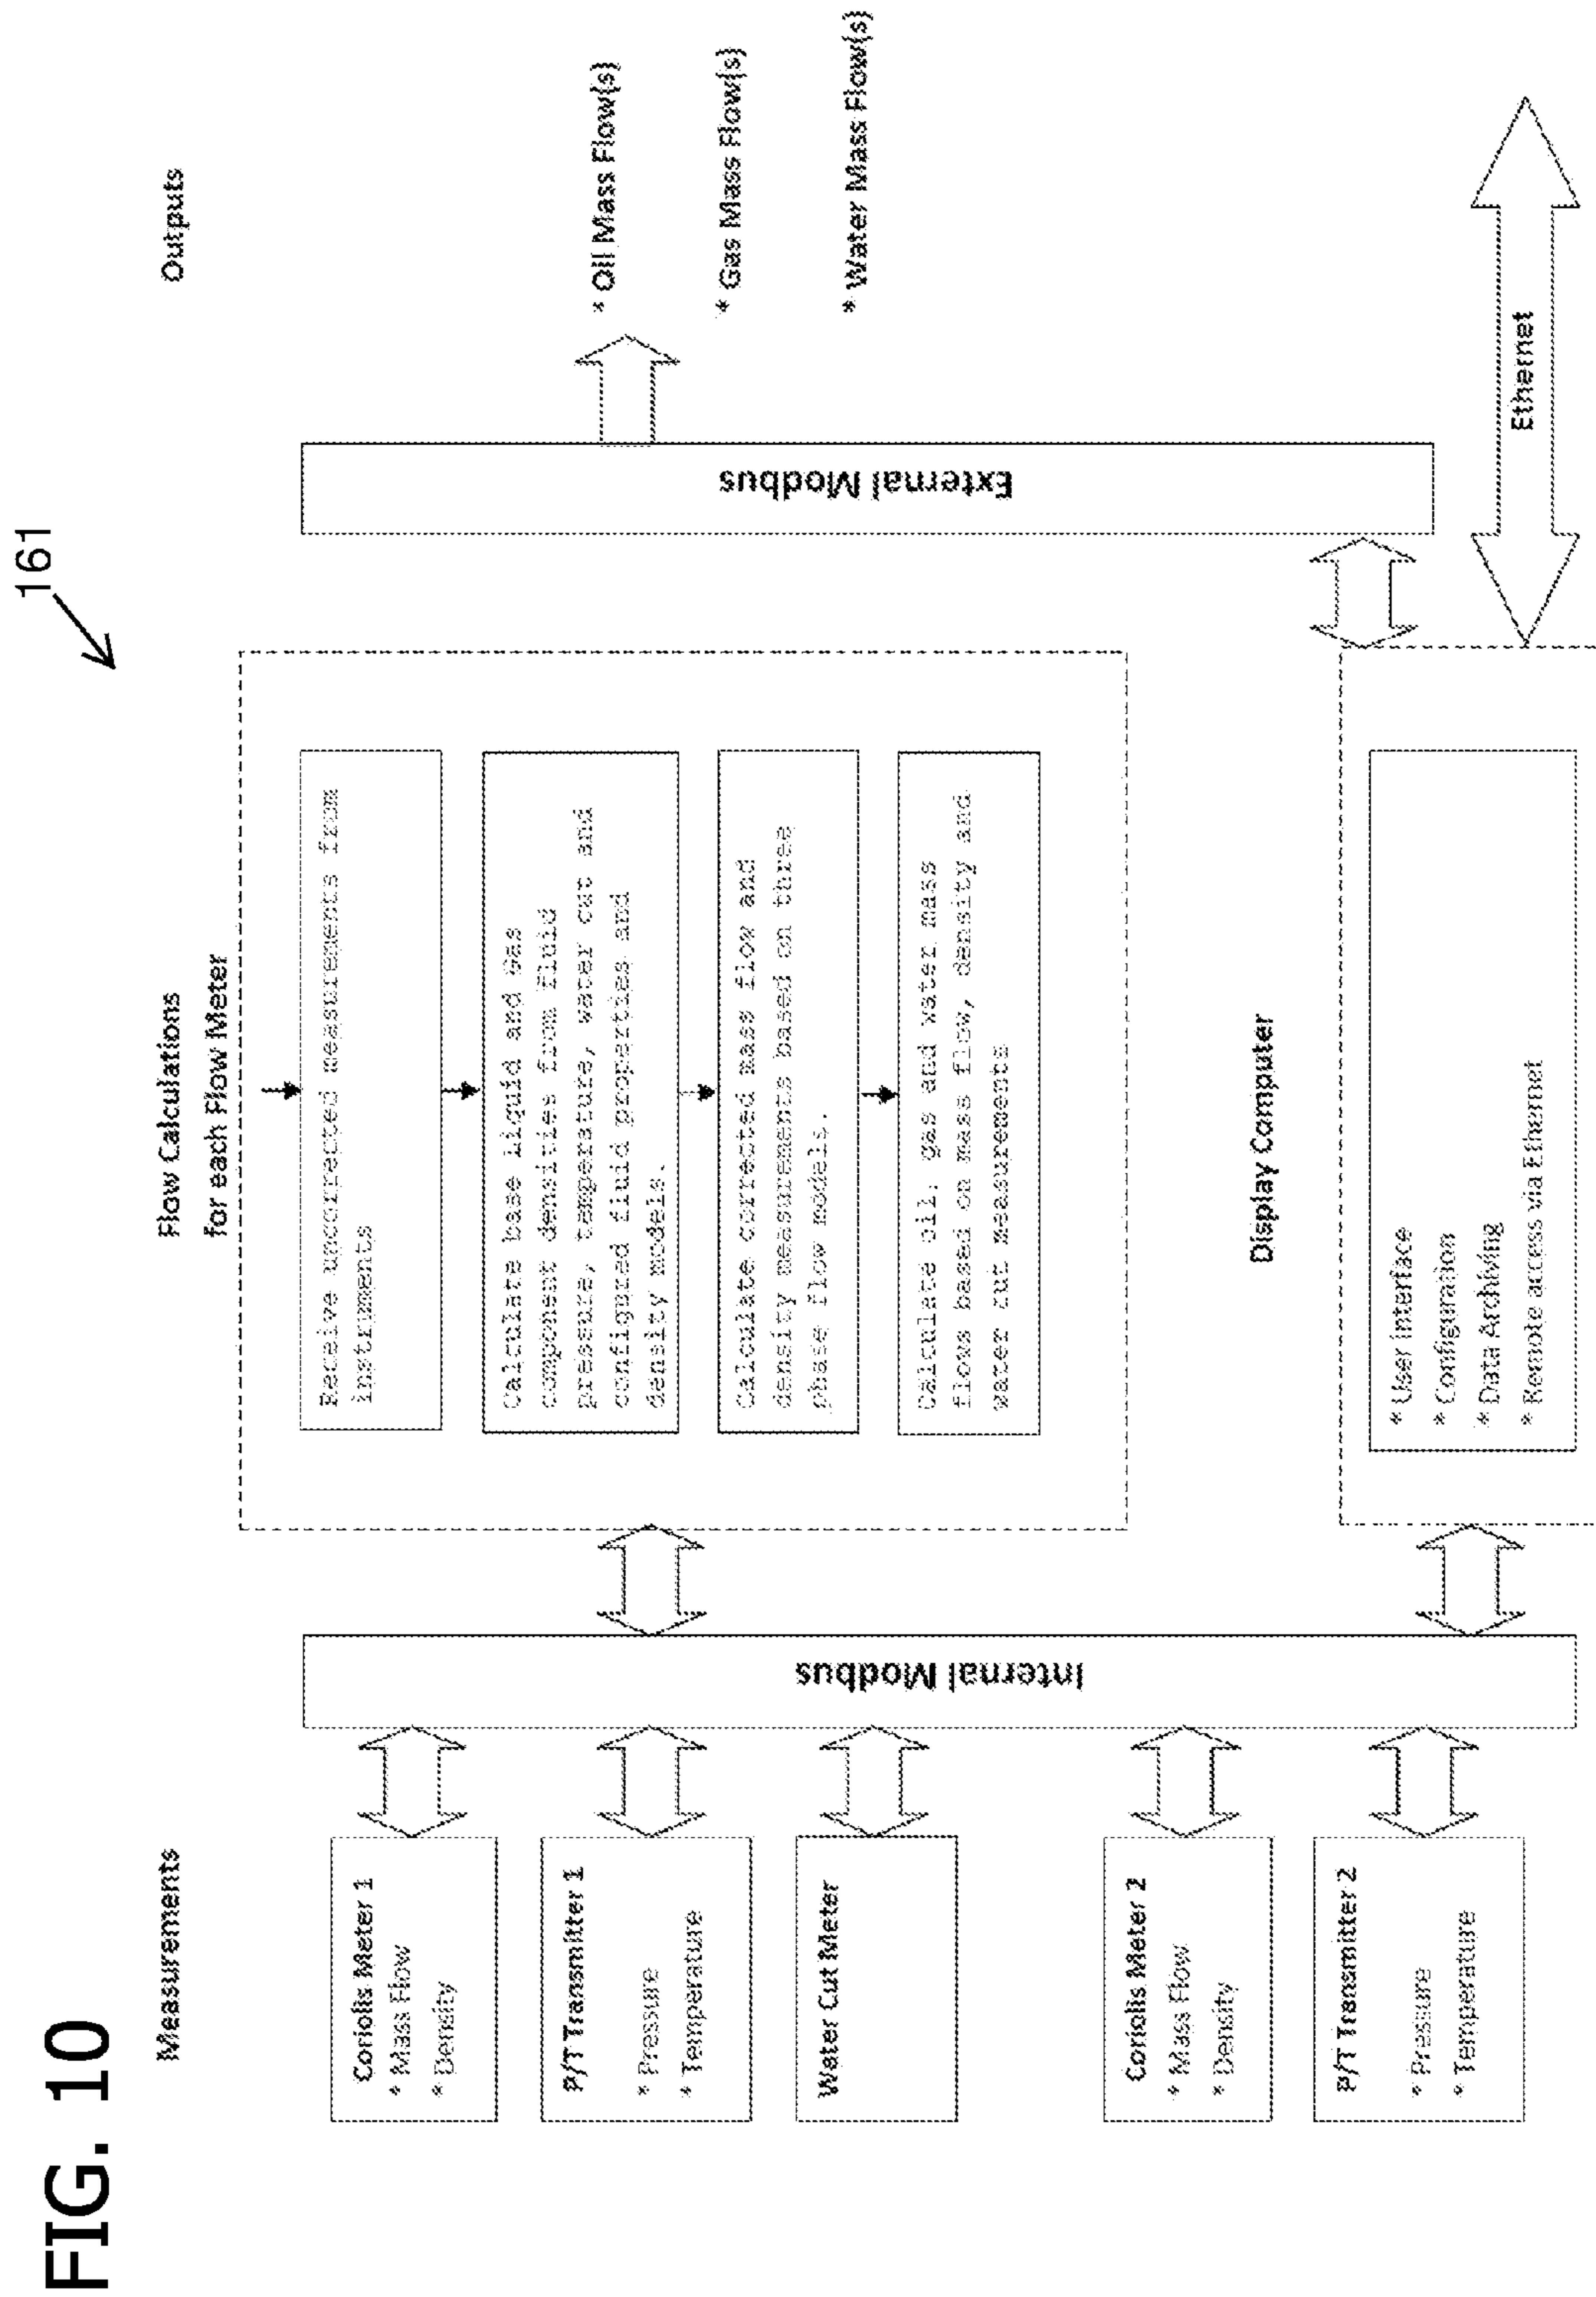 FIG. 10
161
Measurements
Flow Calculations
for each Flow Meter
Outputs
Coriolis Meter 1
* Mass Flow
* Density
P/T Transmitter 1
* Pressure
* Temperature
Water Cut Meter
Coriolis Meter 2
* Mass Flow
* Density
P/T Transmitter 2
* Pressure
* Temperature
Internal Modbus
Receive uncorrected measurements from
instruments
Calculate base Liquid and Gas
component densities from fluid
pressure, temperature, water cut and
configured fluid properties and
density models.
Calculate corrected mass flow and
density measurements based on three
phase flow models.
Calculate oil, gas and water mass
flows based on mass flow, density and
water cut measurements
Display Computer
* User interface
* Configuration
* Data Archiving
* Remote access via Ethernet
External Modbus
* Oil Mass Flow(s)
* Gas Mass Flow(s)
* Water Mass Flow(s)
Ethernet